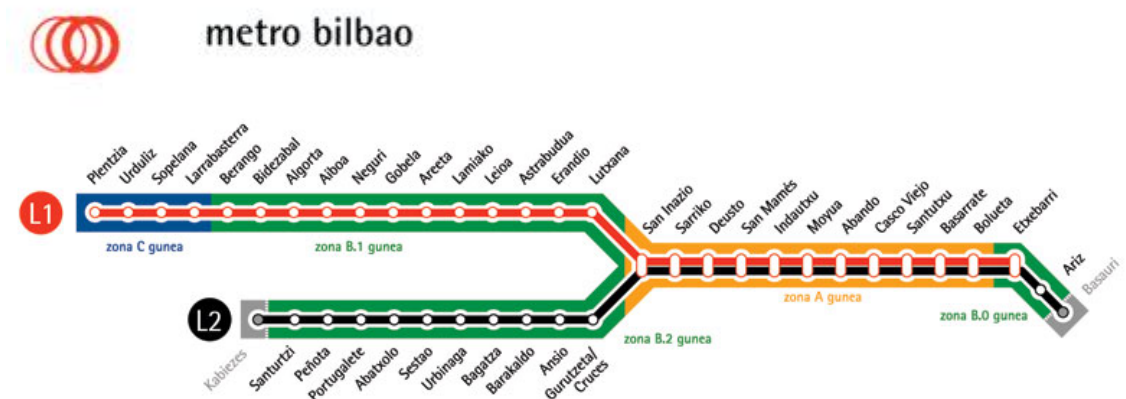 metro bilbao
Plentzia
Urduliz
Sopelana
Larrabasterra
Berango
Bidezabal
Algorta
Aiboa
Neguri
Gobela
Areeta
Lamiako
Leioa
Astrabudua
Erandio
Lutxana
San Inazio
Sarriko
Deusto
San Mamés
Indautxu
Moyua
Abando
Casco Viejo
Santutxu
Basarrate
Bolueta
Etxebarri
Ariz
Basauri
L1
zona C gunea
zona B.1 gunea
zona A gunea
zona B.0 gunea
L2
zona B.2 gunea
Kabiezes
Santurtzi
Peñota
Portugalete
Abatxolo
Sestao
Urbinaga
Bagatza
Barakaldo
Ansio
Gurutzeta/
Cruces